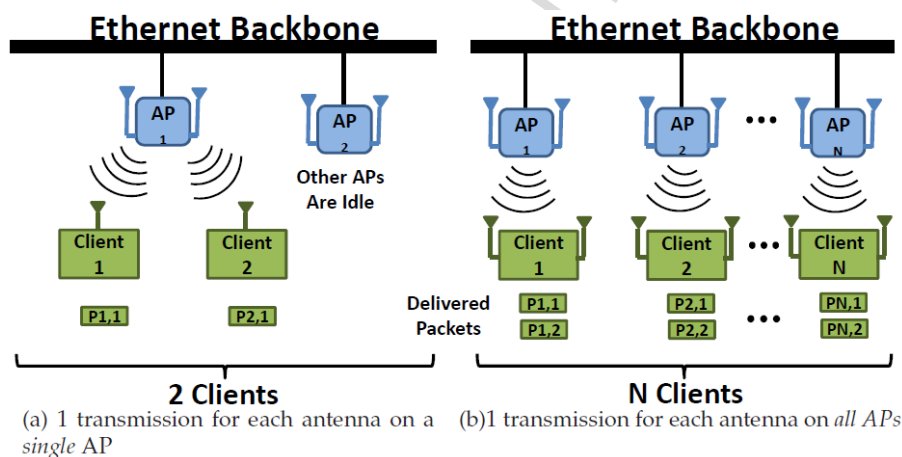 Ethernet Backbone
AP
1
AP
2
Other APs
Are Idle
Client
1
Client
2
P1,1
P2,1
2 Clients
(a) 1 transmission for each antenna on a
single AP
Ethernet Backbone
AP
1
AP
2
•••
AP
N
Client
1
Client
2
•••
Client
N
Delivered
Packets
P1,1
P2,1
PN,1
P1,2
P2,2
•••
PN,2
N Clients
(b)1 transmission for each antenna on all APs